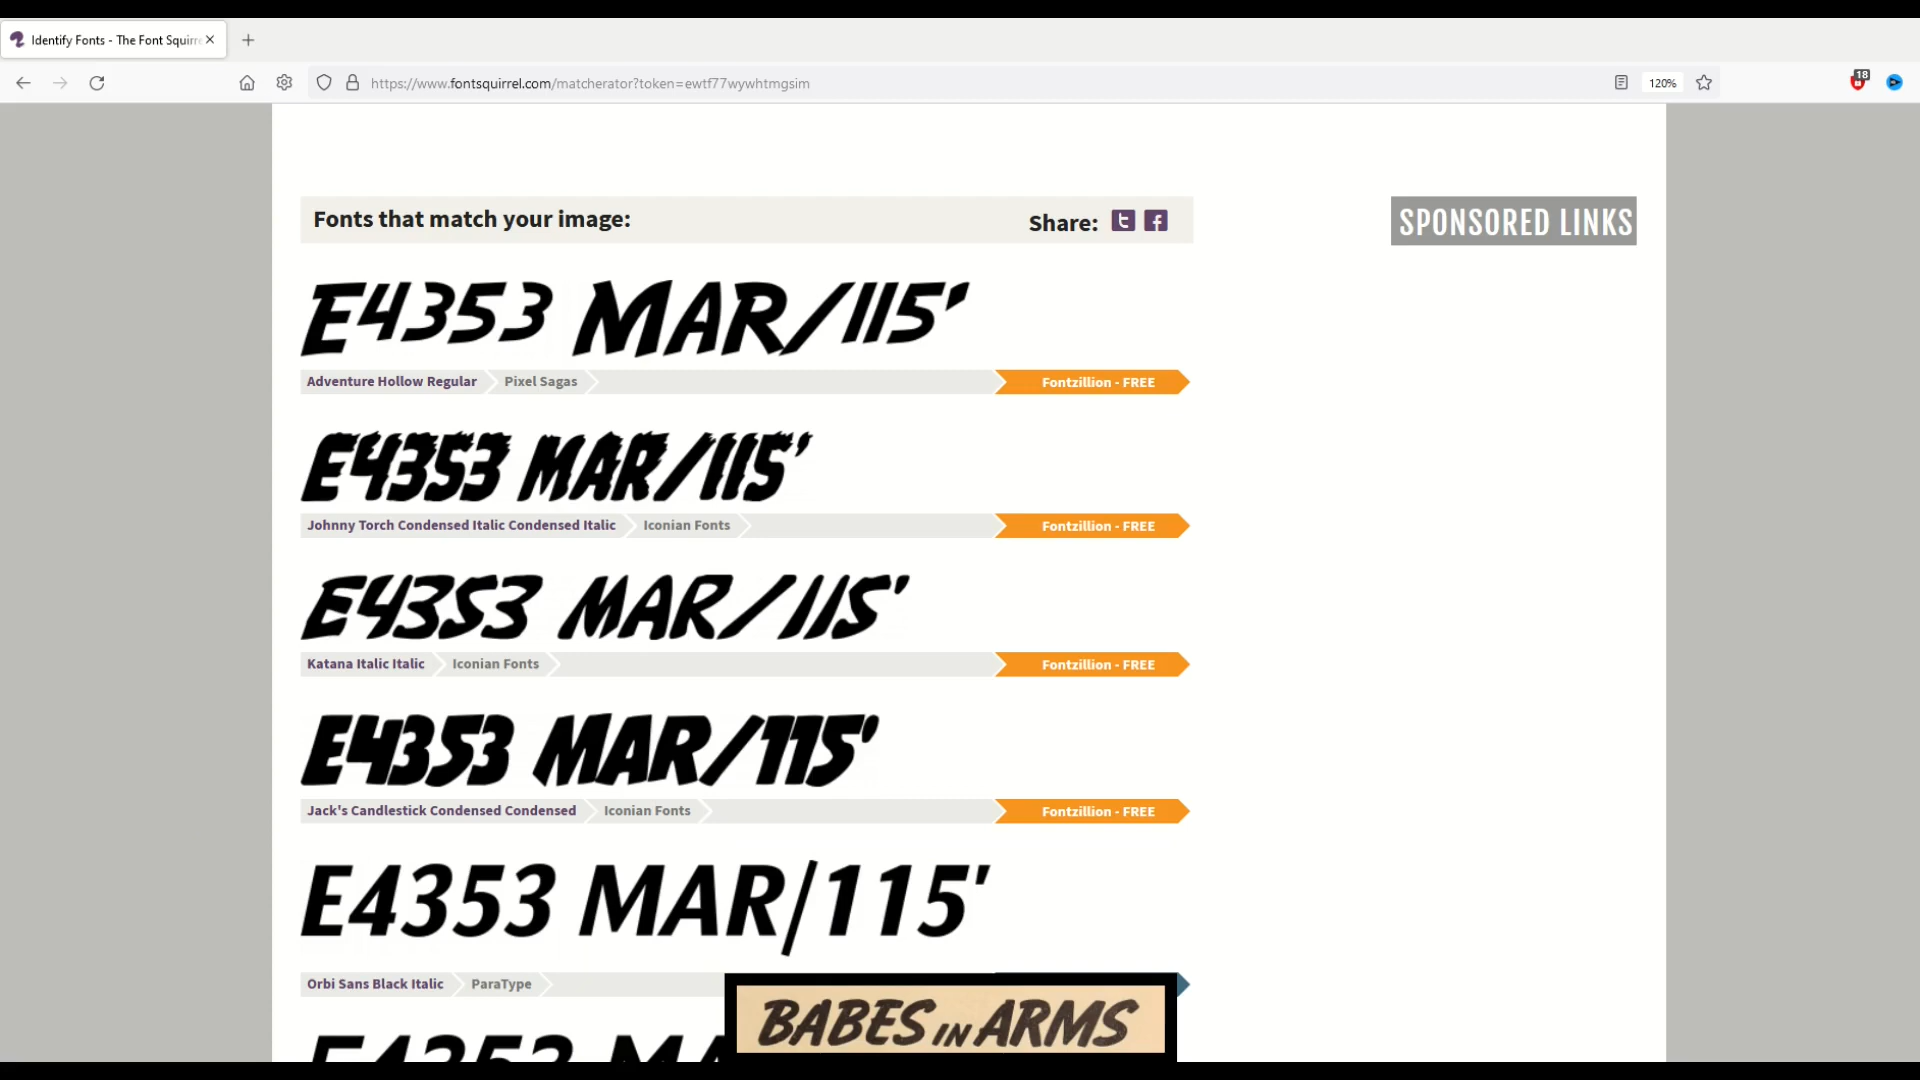 Identify Fonts - The Font Squirre
https://www.fontsquirrel.com/matcherator?token=ewtf77wywhtmgsim
120%
18
Fonts that match your image:
Share:
SPONSORED LINKS
E4353 MAR/115'
Adventure Hollow Regular Pixel Sagas Fontzillion - FREE
E4353 MAR/115'
Johnny Torch Condensed Italic Condensed Italic Iconian Fonts Fontzillion - FREE
E4353 MAR/115'
Katana Italic Italic Iconian Fonts Fontzillion - FREE
E4353 MAR/115'
Jack's Candlestick Condensed Condensed Iconian Fonts Fontzillion - FREE
E4353 MAR/115'
Orbi Sans Black Italic ParaType
E4353 MA
BABES IN ARMS